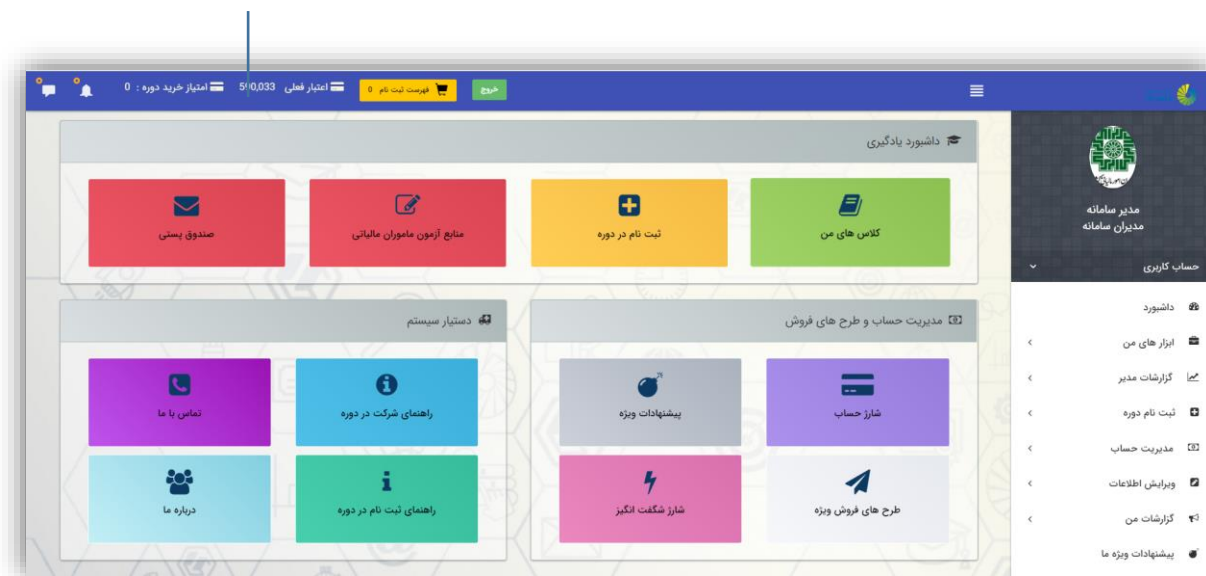 خروج
فهرست ثبت نام 0
اعتبار فعلی 590,033
امتیاز خرید دوره : 0
مدیر سامانه
مدیران سامانه
حساب کاربری
داشبورد
ابزار های من
گزارشات مدیر
ثبت نام دوره
مدیریت حساب
ویرایش اطلاعات
گزارشات من
پیشنهادات ویژه ما
داشبورد یادگیری
کلاس های من
ثبت نام در دوره
منابع آزمون ماموران مالیاتی
صندوق پستی
مدیریت حساب و طرح های فروش
شارژ حساب
پیشنهادات ویژه
طرح های فروش ویژه
شارژ شگفت انگیز
دستیار سیستم
راهنمای شرکت در دوره
تماس با ما
راهنمای ثبت نام در دوره
درباره ما